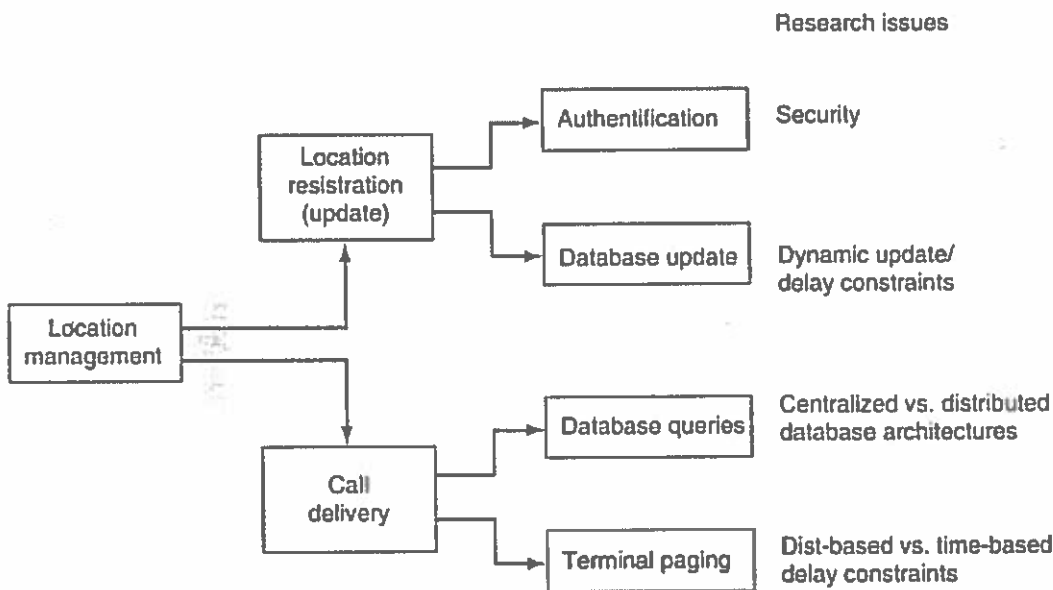 Research issues
Authentification
Security
Location
resistration
(update)
Database update
Dynamic update/
delay constraints
Location
management
Database queries
Centralized vs. distributed
database architectures
Call
delivery
Terminal paging
Dist-based vs. time-based
delay constraints